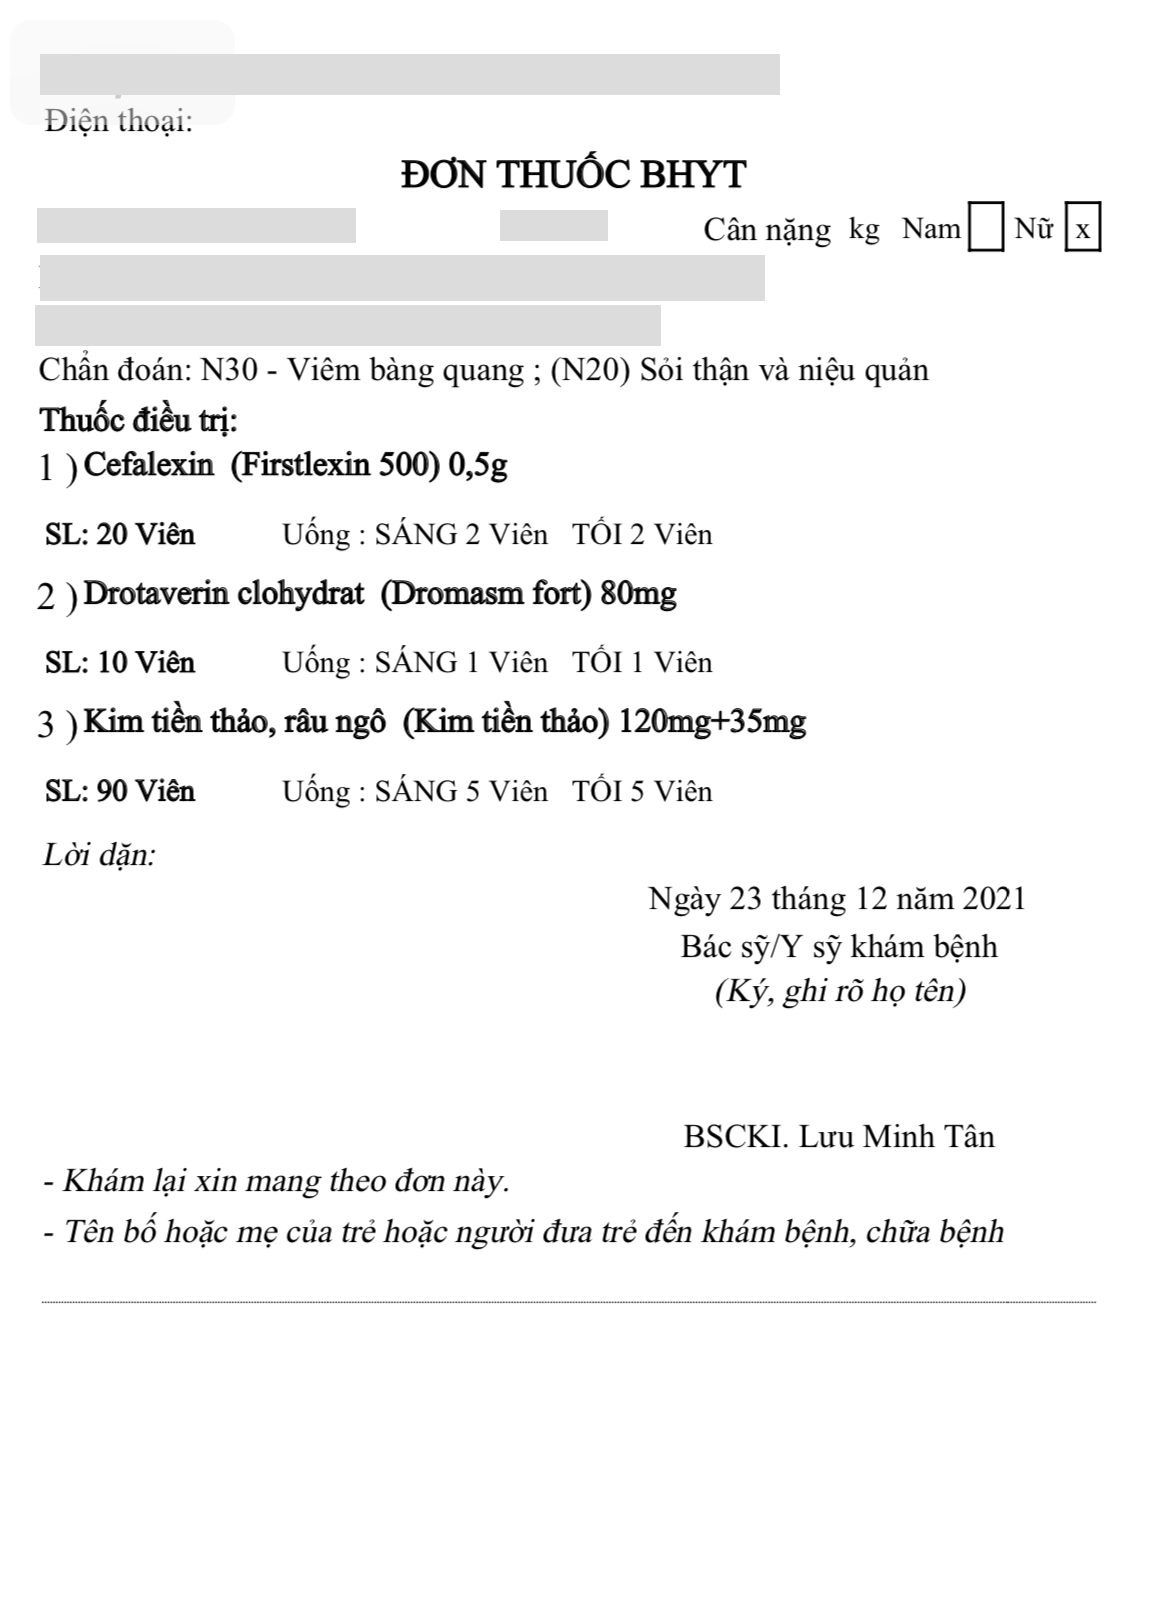 Điện thoại:
ĐƠN THUỐC BHYT
Cân nặng kg Nam Nữ x
Chẩn đoán: N30 - Viêm bàng quang ; (N20) Sỏi thận và niệu quản
Thuốc điều trị:
1 ) Cefalexin (Firstlexin 500) 0,5g
SL: 20 Viên Uống : SÁNG 2 Viên TỐI 2 Viên
2 ) Drotaverin clohydrat (Dromasm fort) 80mg
SL: 10 Viên Uống : SÁNG 1 Viên TỐI 1 Viên
3 ) Kim tiền thảo, râu ngô (Kim tiền thảo) 120mg+35mg
SL: 90 Viên Uống : SÁNG 5 Viên TỐI 5 Viên
Lời dặn:
Ngày 23 tháng 12 năm 2021
Bác sỹ/Y sỹ khám bệnh
(Ký, ghi rõ họ tên)
BSCKI. Lưu Minh Tân
- Khám lại xin mang theo đơn này.
- Tên bố hoặc mẹ của trẻ hoặc người đưa trẻ đến khám bệnh, chữa bệnh